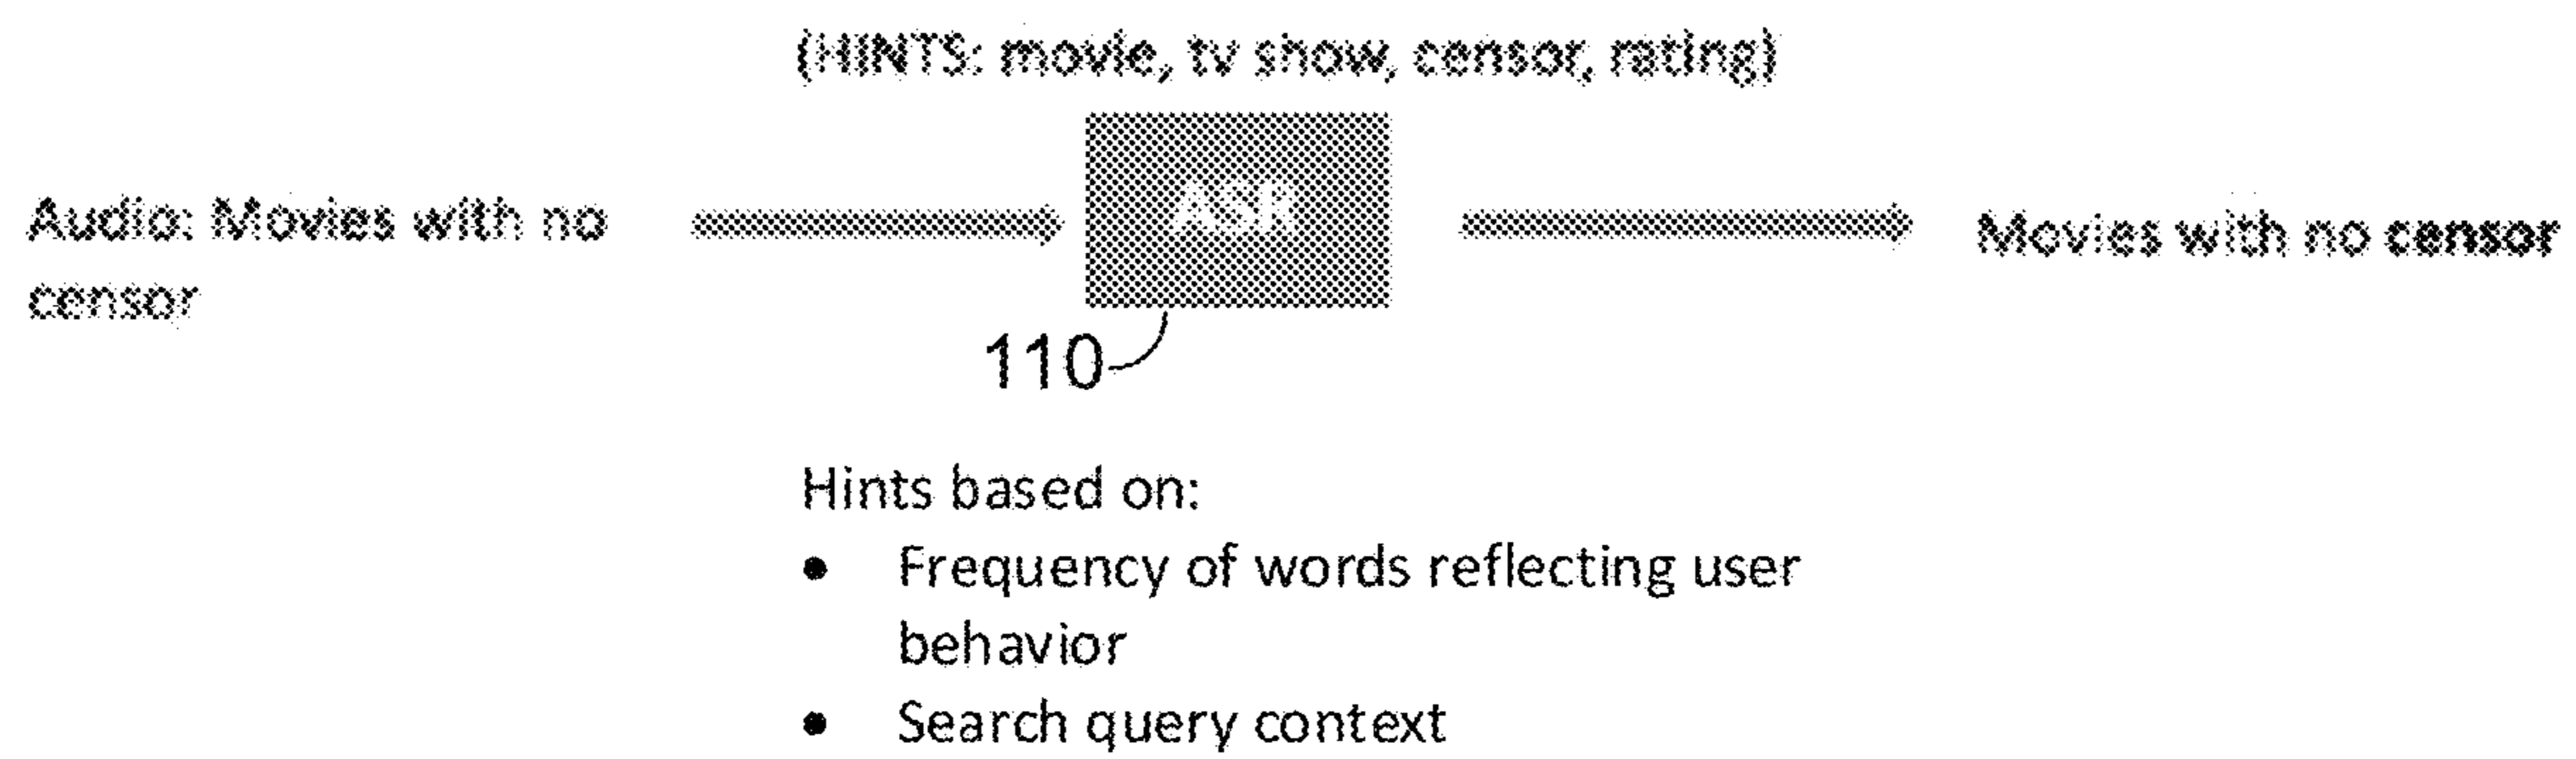 (HINTS: movie, tv show, censor, rating)
Audio: Movies with no
censor
ASR
Movies with no censor
110
Hints based on:
• Frequency of words reflecting user
behavior
• Search query context